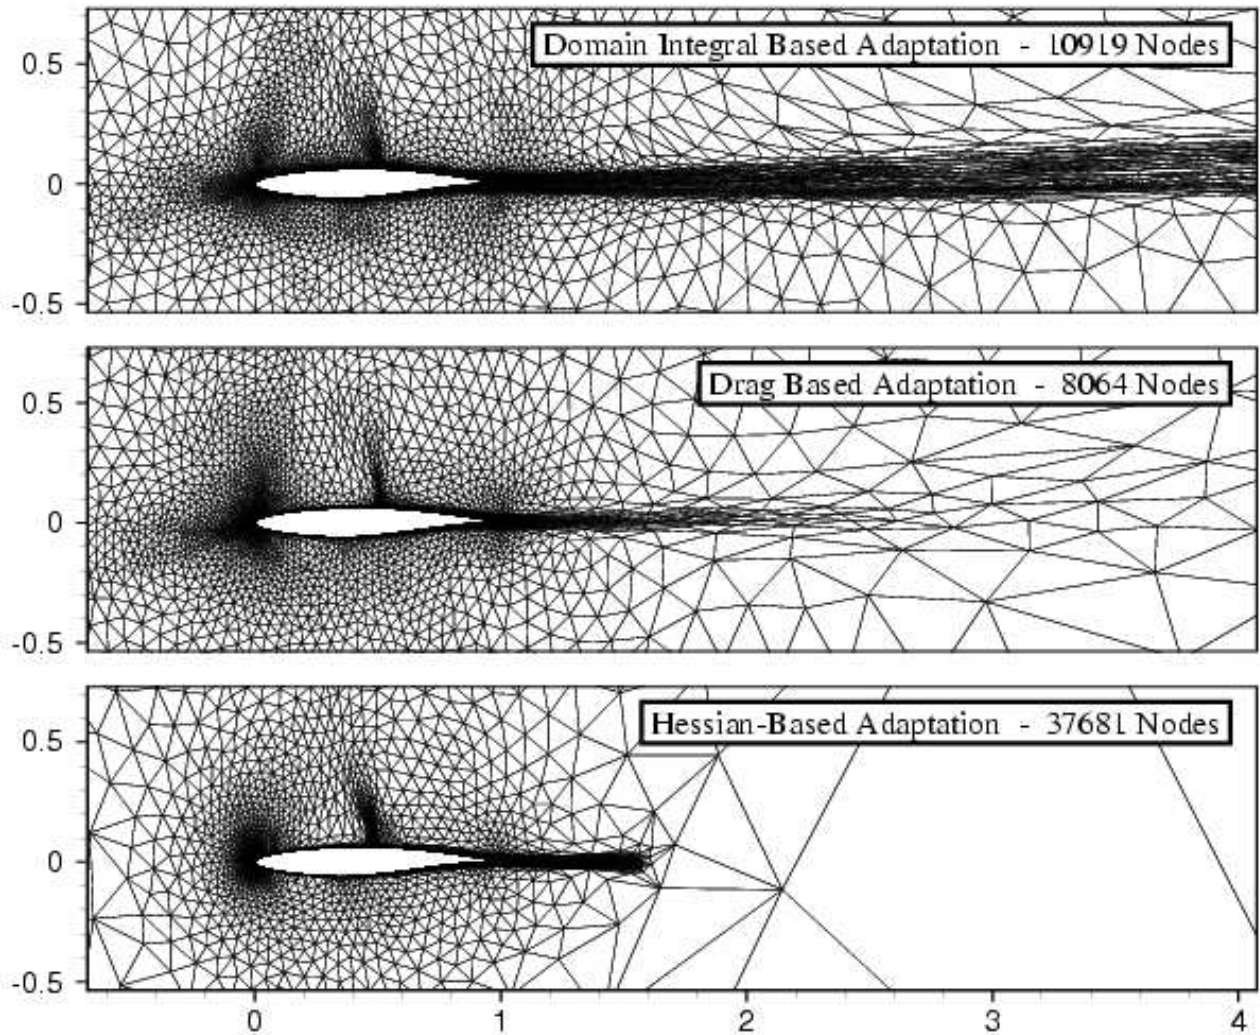 Domain Integral Based Adaptation - 10919 Nodes
0.5
0
-0.5
Drag Based Adaptation - 8064 Nodes
0.5
0
-0.5
Hessian-Based Adaptation - 37681 Nodes
0.5
0
-0.5
0 1 2 3 4